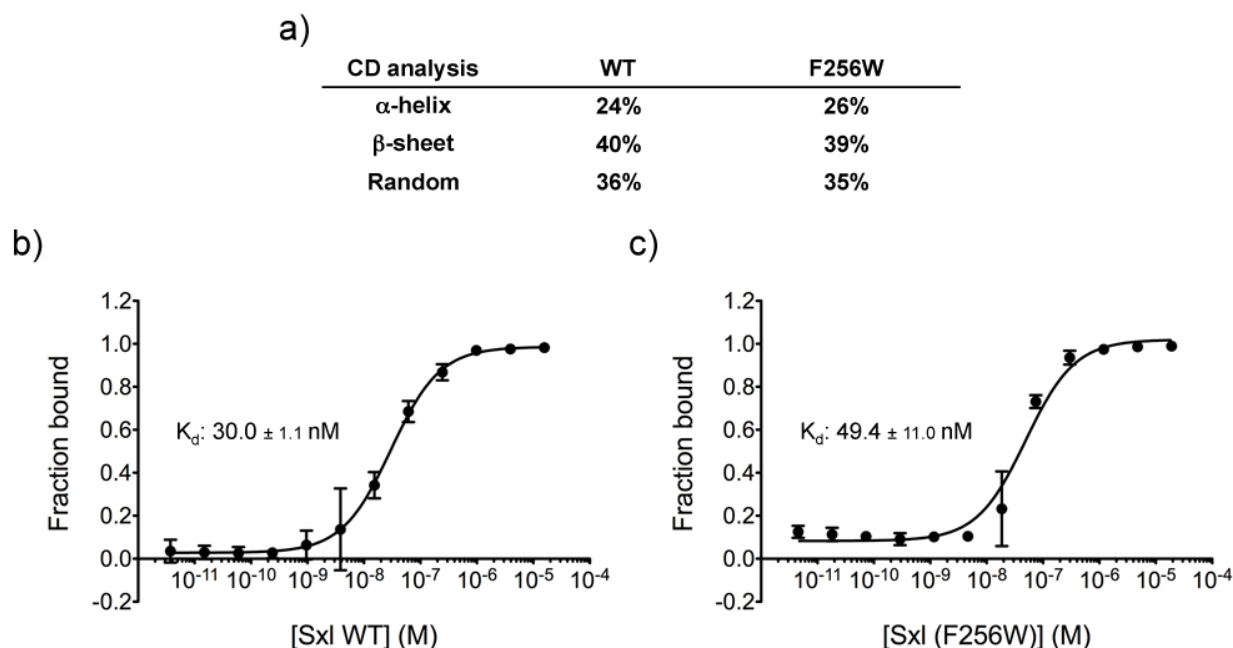 a)
CD analysis WT F256W
α-helix 24% 26%
β-sheet 40% 39%
Random 36% 35%
b)
1.2
1.0
0.8
0.6
0.4
0.2
0.0
-0.2
Fraction bound
K_d: 30.0 ± 1.1 nM
10^-11 10^-10 10^-9 10^-8 10^-7 10^-6 10^-5 10^-4
[Sxl WT] (M)
c)
1.2
1.0
0.8
0.6
0.4
0.2
0.0
-0.2
Fraction bound
K_d: 49.4 ± 11.0 nM
10^-11 10^-10 10^-9 10^-8 10^-7 10^-6 10^-5 10^-4
[Sxl (F256W)] (M)